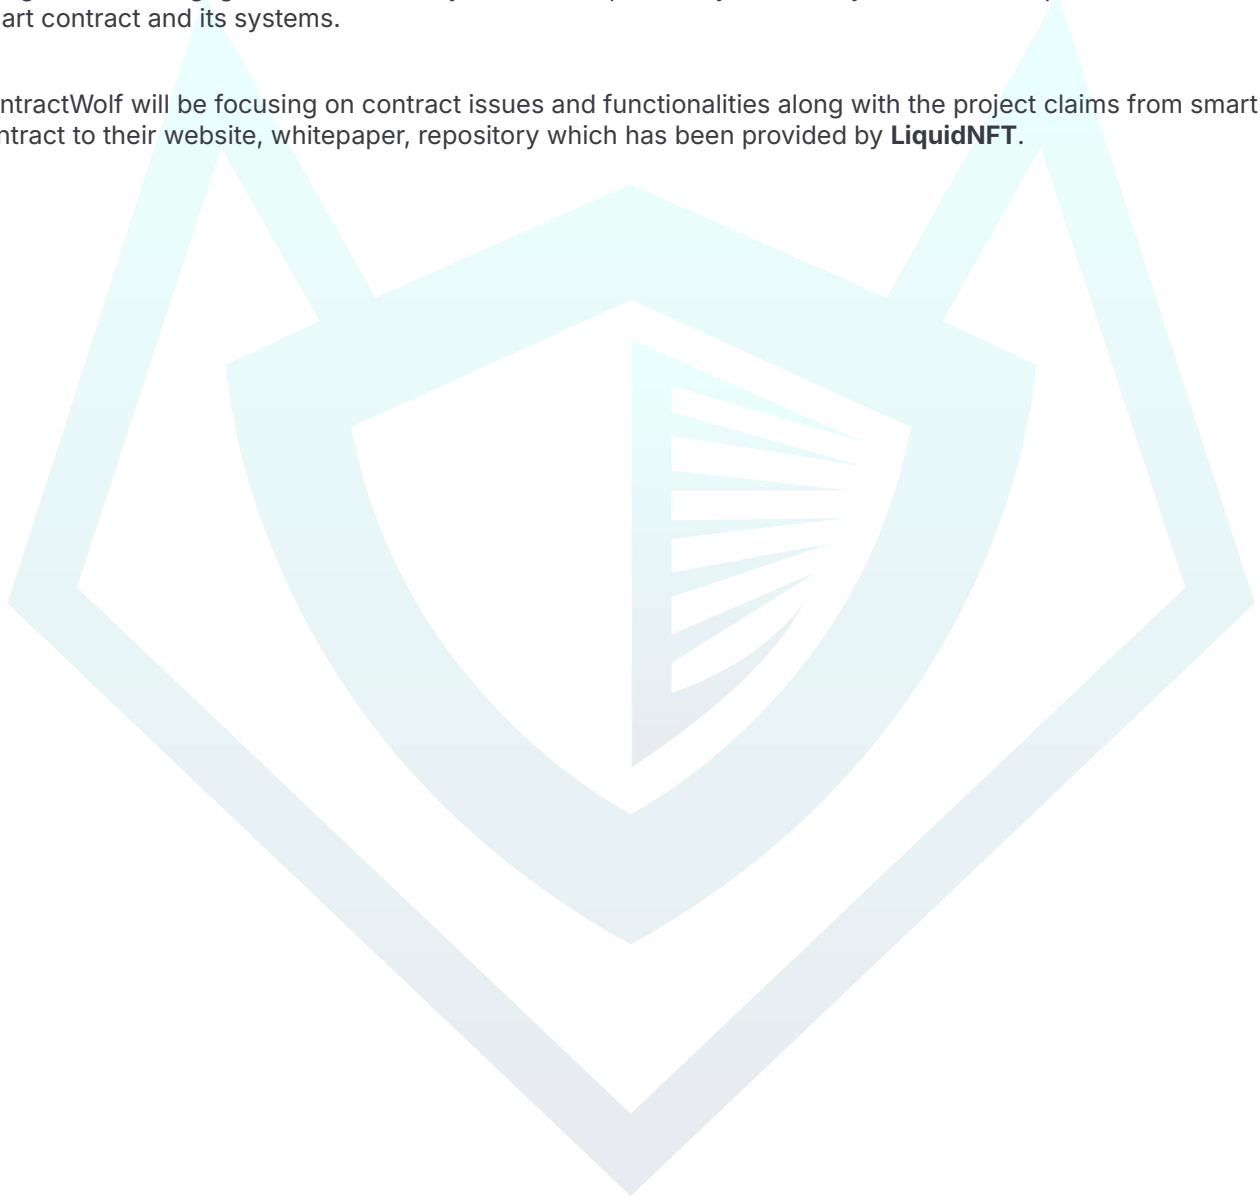 art contract and its systems.
ntractWolf will be focusing on contract issues and functionalities along with the project claims from smart
ntract to their website, whitepaper, repository which has been provided by LiquidNFT.